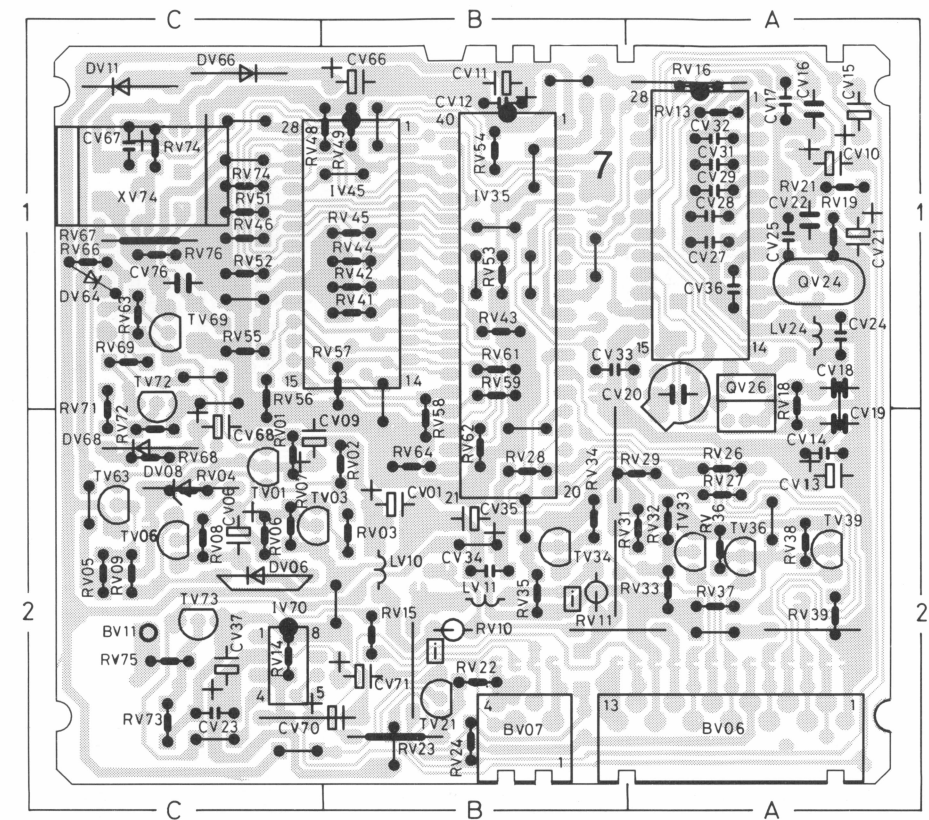 C B A
DV11 DV66 CV66 CV11 RV16 CV16 CV15
CV12 28 1 CV17
28 1 40 1 RV13
CV67 RV74 RV48 RV49 RV54 CV32
CV31 CV10
XV74 RV74 IV45 IV35 7 CV29 RV21
RV51 CV28 CV22 RV19
1 RV46 RV45 1
RV67 RV76 RV44 RV53 CV27 CV25 CV21
RV66 CV76 RV52 RV42
DV64 RV63 RV41 CV36 QV24
TV69 RV43 LV24 CV24
RV55 RV57 RV61 CV33 15 14
RV69 TV72 15 14 RV59 CV20 QV26 CV18
RV71 RV72 RV56 CV09 RV58 RV18 CV19
DV68 CV68 RV01 RV62 CV14
RV68 RV02 RV64 RV28 RV34 RV29 RV26
TV63 DV08 RV04 TV01 RV07 TV03 CV01 21 20 RV27 CV13
CV06 CV35 RV31 RV32 TV33 RV36 TV36 RV38 TV39
TV06 RV08 RV06 RV03 CV34 TV34
RV05 RV09 DV06 LV10 LV11 RV35 i RV33 RV37
2 TV73 IV70 RV15 RV10 RV11 RV39 2
BV11 CV37 1 8 i
RV75 RV14 RV22
4 5 CV71 4 13 1
RV73 CV23 CV70 RV23 TV21 RV24 BV07 BV06
1
C B A